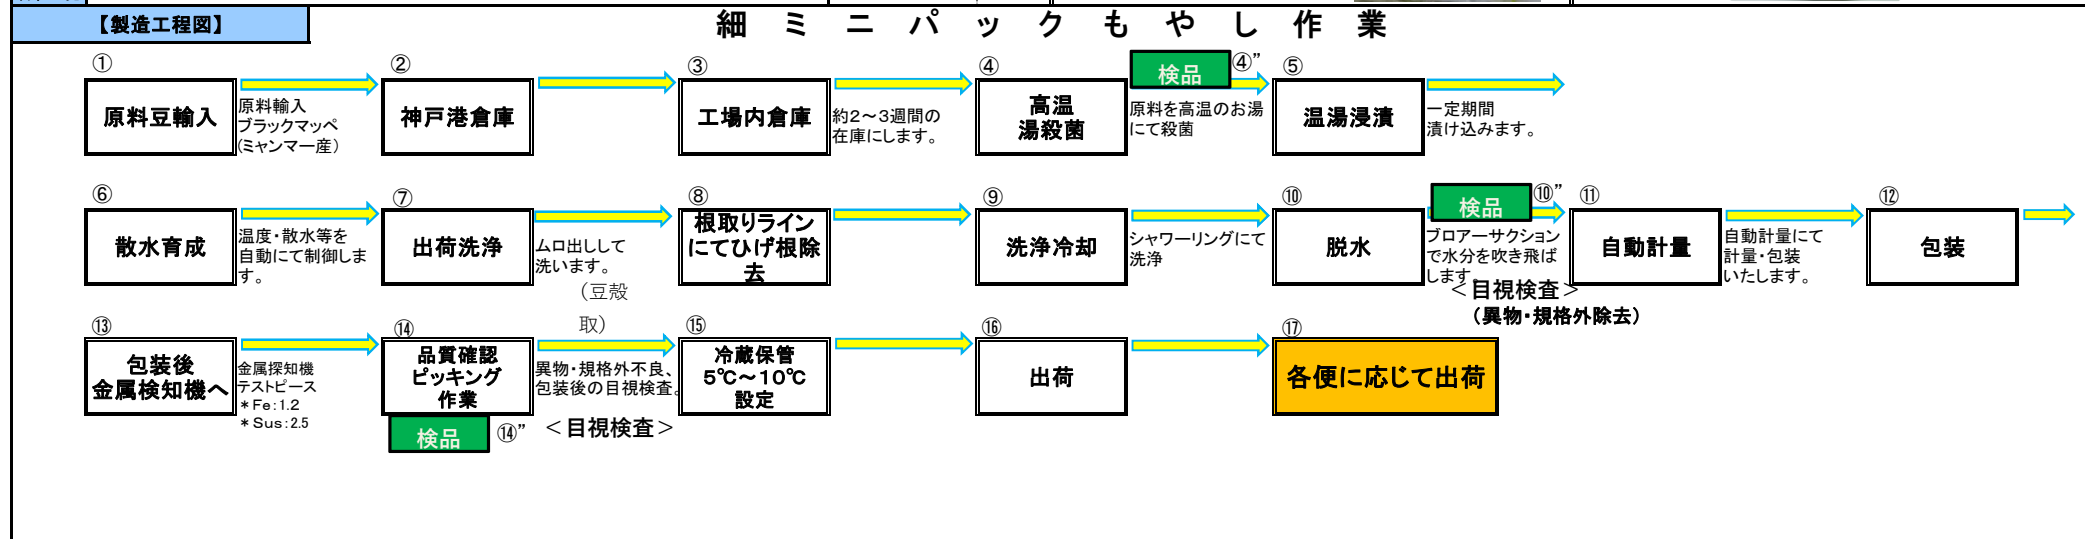 【製造工程図】
細ミニパックもやし作業
①
原料豆輸入
原料輸入
ブラックマッペ
(ミャンマー産)
②
神戸港倉庫
③
工場内倉庫
約2～3週間の
在庫にします。
④
高温
湯殺菌
検品
④”
原料を高温のお湯
にて殺菌
⑤
温湯浸漬
一定期間
漬け込みます。
⑥
散水育成
温度・散水等を
自動にて制御しま
す。
⑦
出荷洗浄
ムロ出しして
洗います。
（豆殻
取）
⑧
根取りライン
にてひげ根除
去
⑨
洗浄冷却
シャワーリングにて
洗浄
⑩
脱水
検品
⑩”
ブロアーサクション
で水分を吹き飛ば
します。
＜目視検査＞
（異物・規格外除去）
⑪
自動計量
自動計量にて
計量・包装
いたします。
⑫
包装
⑬
包装後
金属検知機へ
金属探知機
テストピース
＊Fe：1.2
＊Sus：2.5
⑭
品質確認
ピッキング
作業
検品
⑭”
異物・規格外不良、
包装後の目視検査。
＜目視検査＞
⑮
冷蔵保管
5℃～10℃
設定
⑯
出荷
⑰
各便に応じて出荷